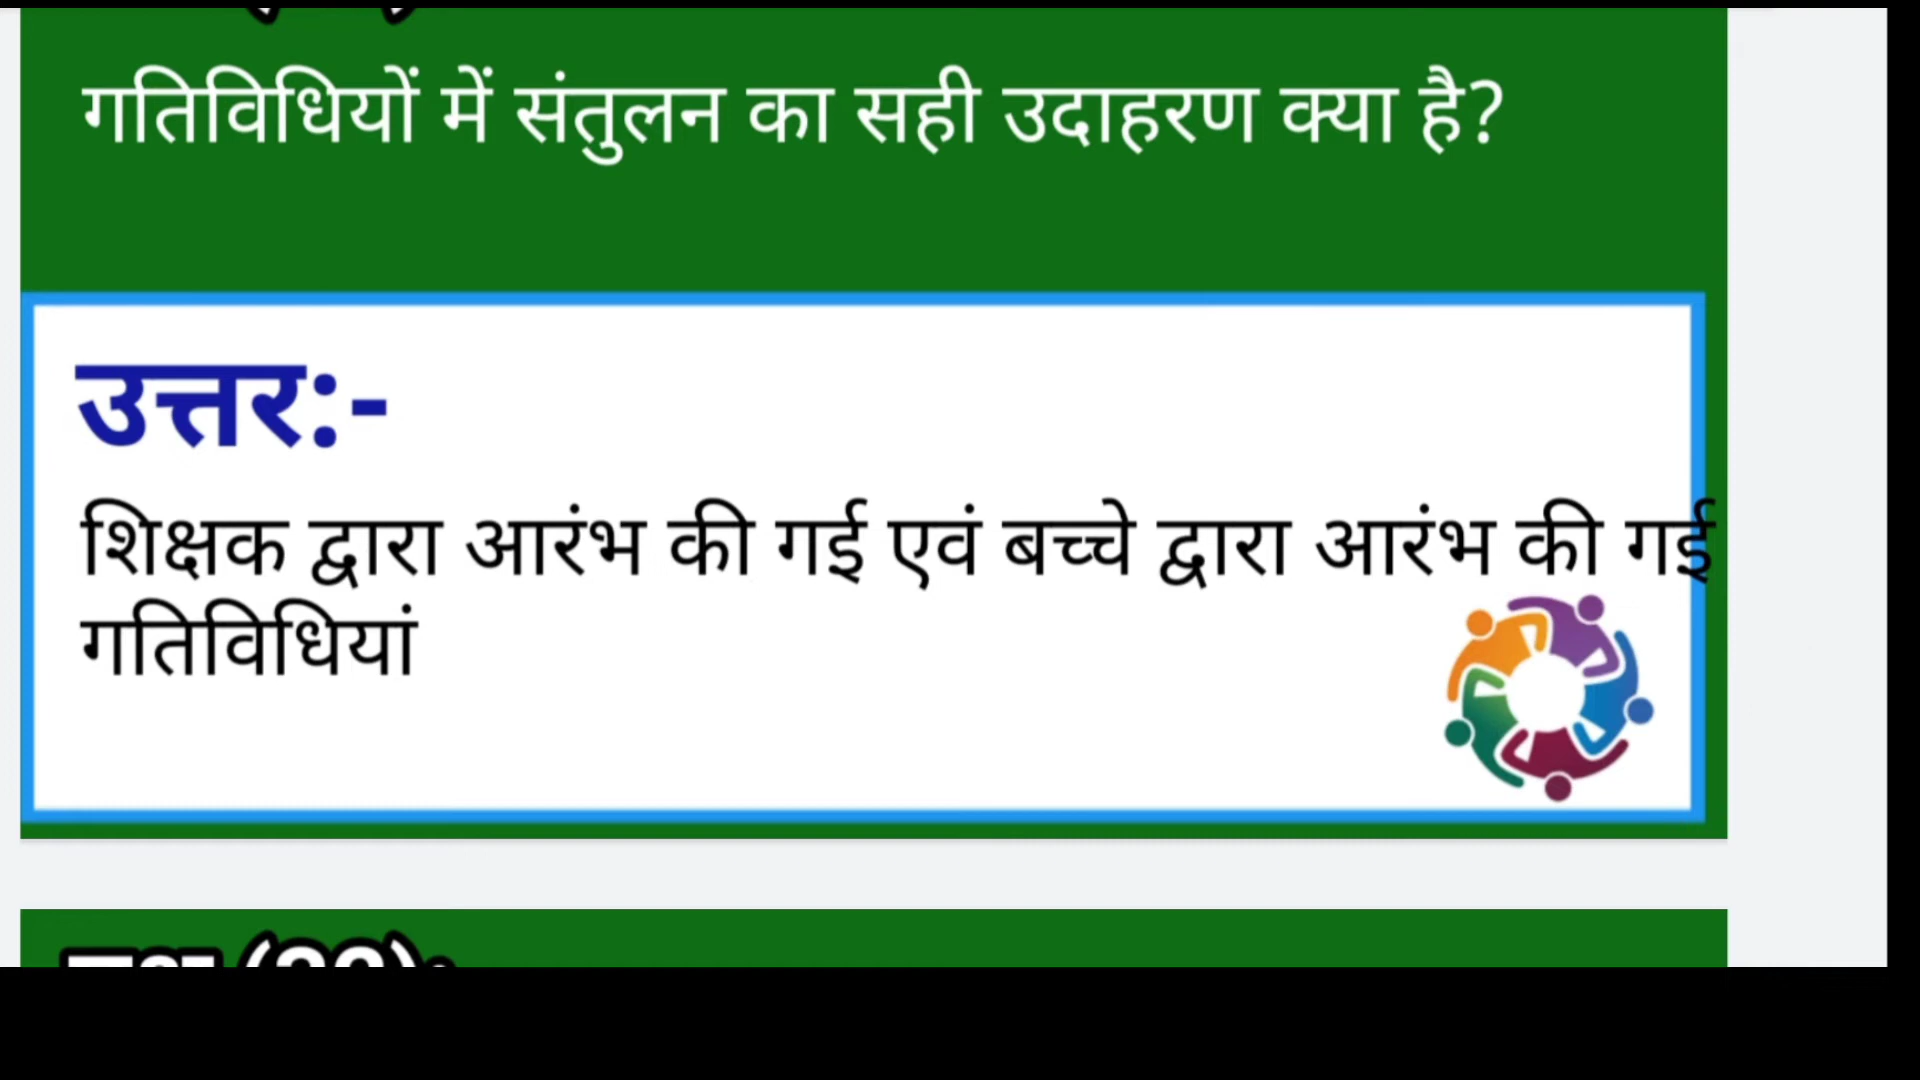 गतिविधियों में संतुलन का सही उदाहरण क्या है?
उत्तर:-
शिक्षक द्वारा आरंभ की गई एवं बच्चे द्वारा आरंभ की गई
गतिविधियां